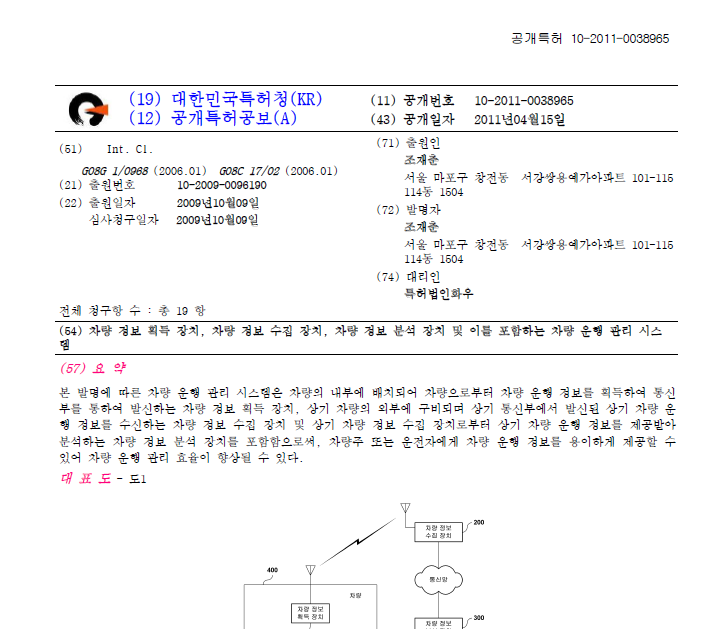 공개특허 10-2011-0038965
(19) 대한민국특허청(KR)
(12) 공개특허공보(A)
(11) 공개번호 10-2011-0038965
(43) 공개일자 2011년04월15일
(51) Int. Cl.
G08G 1/0968 (2006.01) G08C 17/02 (2006.01)
(21) 출원번호 10-2009-0096190
(22) 출원일자 2009년10월09일
심사청구일자 2009년10월09일
전체 청구항 수 : 총 19 항
(71) 출원인
조재춘
서울 마포구 창전동 서강쌍용예가아파트 101-115
114동 1504
(72) 발명자
조재춘
서울 마포구 창전동 서강쌍용예가아파트 101-115
114동 1504
(74) 대리인
특허법인화우
(54) 차량 정보 획득 장치, 차량 정보 수집 장치, 차량 정보 분석 장치 및 이를 포함하는 차량 운행 관리 시스
템
(57) 요 약
본 발명에 따른 차량 운행 관리 시스템은 차량의 내부에 배치되어 차량으로부터 차량 운행 정보를 획득하여 통신
부를 통하여 발신하는 차량 정보 획득 장치, 상기 차량의 외부에 구비되며 상기 통신부에서 발신된 상기 차량 운
행 정보를 수신하는 차량 정보 수집 장치 및 상기 차량 정보 수집 장치로부터 상기 차량 운행 정보를 제공받아
분석하는 차량 정보 분석 장치를 포함함으로써, 차량주 또는 운전자에게 차량 운행 정보를 용이하게 제공할 수
있어 차량 운행 관리 효율이 향상될 수 있다.
대 표 도 - 도1
차량 정보
수집 장치
200
400
통신망
차량
차량 정보
획득 장치
300
차량 정보